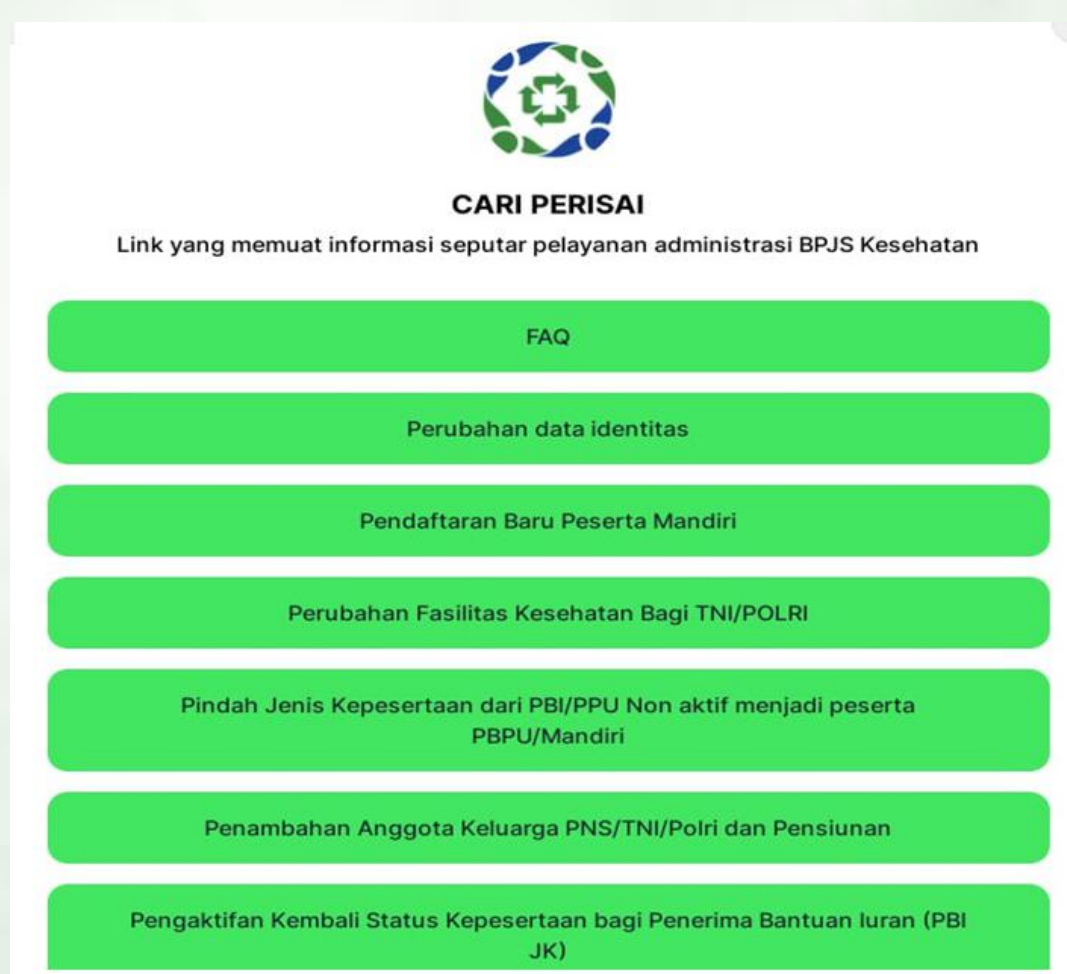 CARI PERISAI
Link yang memuat informasi seputar pelayanan administrasi BPJS Kesehatan
FAQ
Perubahan data identitas
Pendaftaran Baru Peserta Mandiri
Perubahan Fasilitas Kesehatan Bagi TNI/POLRI
Pindah Jenis Kepesertaan dari PBI/PPU Non aktif menjadi peserta
PBPU/Mandiri
Penambahan Anggota Keluarga PNS/TNI/Polri dan Pensiunan
Pengaktifan Kembali Status Kepesertaan bagi Penerima Bantuan Iuran (PBI
JK)